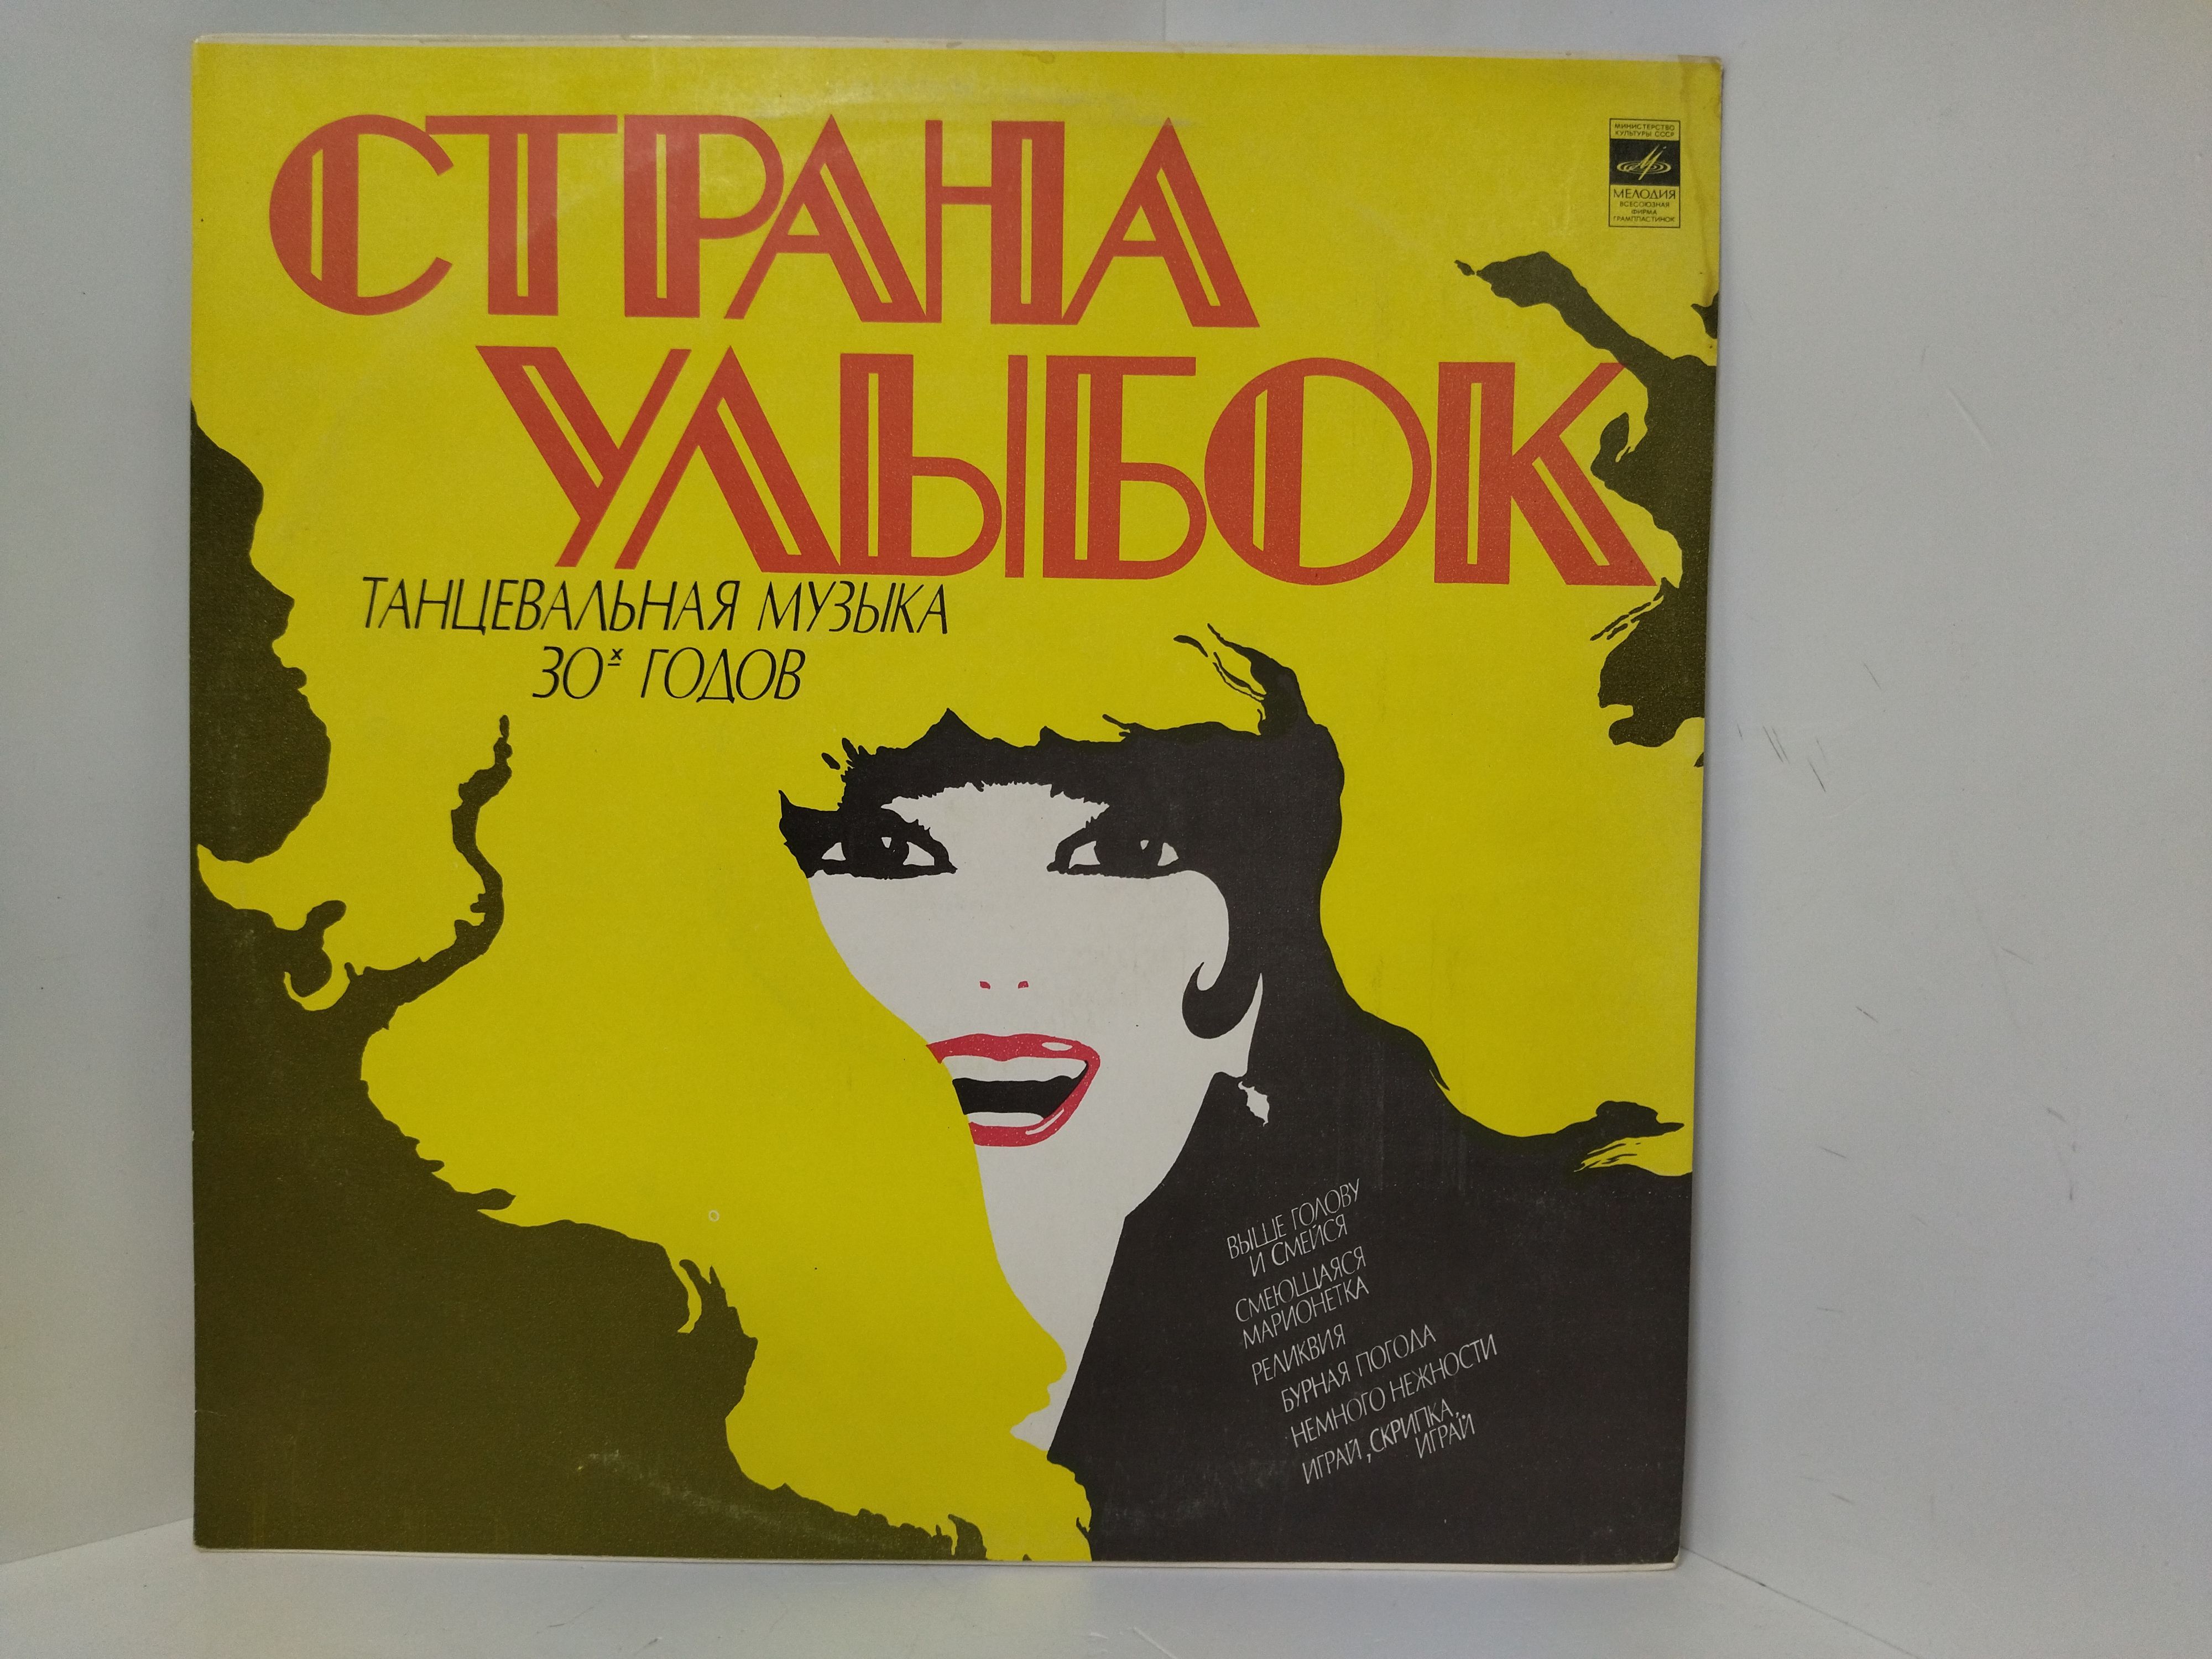 СТРАНА
УЛЫБОК
ТАНЦЕВАЛЬНАЯ МУЗЫКА
30х ГОДОВ
МИНИСТЕРСТВО
КУЛЬТУРЫ СССР
МЕЛОДИЯ
ВСЕСОЮЗНАЯ
ФИРМА
ГРАМПЛАСТИНОК
ВЫШЕ ГОЛОВУ
И СМЕЙСЯ
СМЕЮЩАЯСЯ
МАРИОНЕТКА
РЕЛИКВИЯ
БУРНАЯ ПОГОДА
НЕМНОГО НЕЖНОСТИ
ИГРАЙ, СКРИПКА,
ИГРАЙ